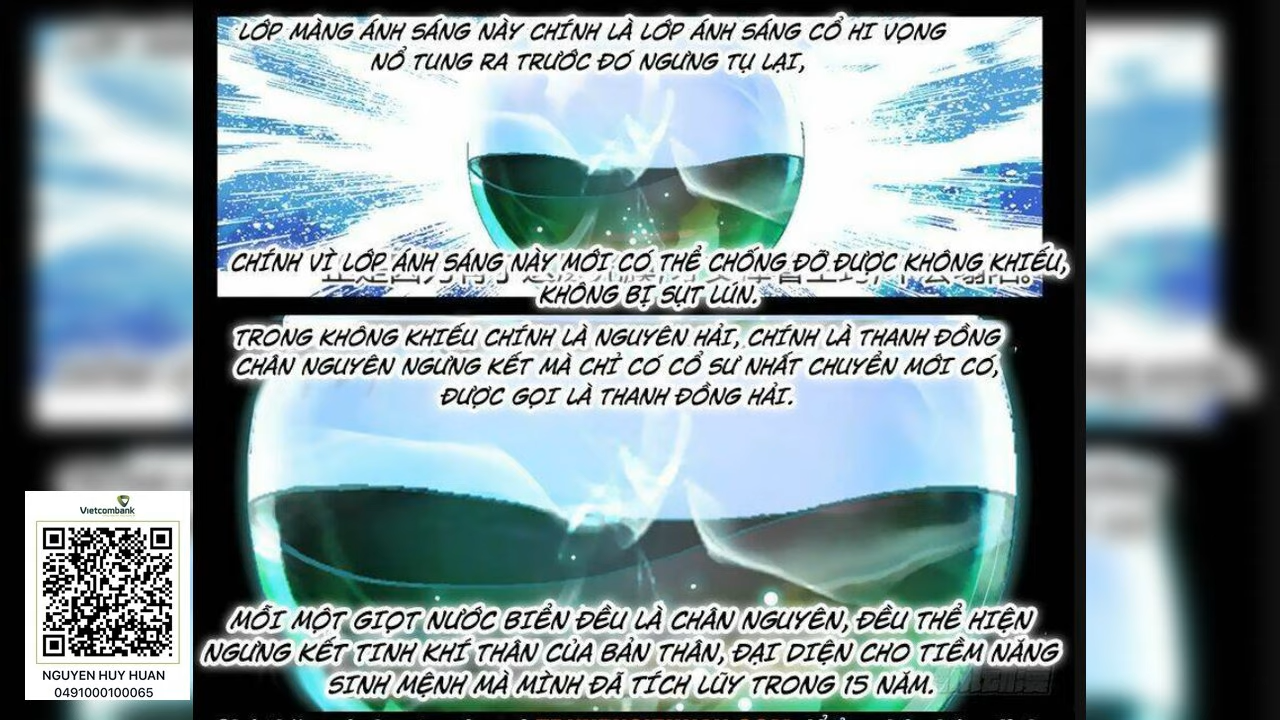 LỚP MÀNG ÁNH SÁNG NÀY CHÍNH LÀ LỚP ÁNH SÁNG CỔ HI VỌNG
NỔ TUNG RA TRƯỚC ĐÓ NGƯNG TỤ LẠI,
CHÍNH VÌ LỚP ÁNH SÁNG NÀY MỚI CÓ THỂ CHỐNG ĐỠ ĐƯỢC KHÔNG KHIẾU,
KHÔNG BỊ SỤT LÚN.
TRONG KHÔNG KHIẾU CHÍNH LÀ NGUYÊN HẢI, CHÍNH LÀ THANH ĐỒNG
CHÂN NGUYÊN NGƯNG KẾT MÀ CHỈ CÓ CỔ SƯ NHẤT CHUYỂN MỚI CÓ,
ĐƯỢC GỌI LÀ THANH ĐỒNG HẢI.
MỖI MỘT GIỌT NƯỚC BIỂN ĐỀU LÀ CHÂN NGUYÊN, ĐỀU THỂ HIỆN
NGƯNG KẾT TINH KHÍ THẦN CỦA BẢN THÂN, ĐẠI DIỆN CHO TIỀM NĂNG
SINH MỆNH MÀ MÌNH ĐÃ TÍCH LŨY TRONG 15 NĂM.
Vietcombank
NGUYEN HUY HUAN
0491000100065